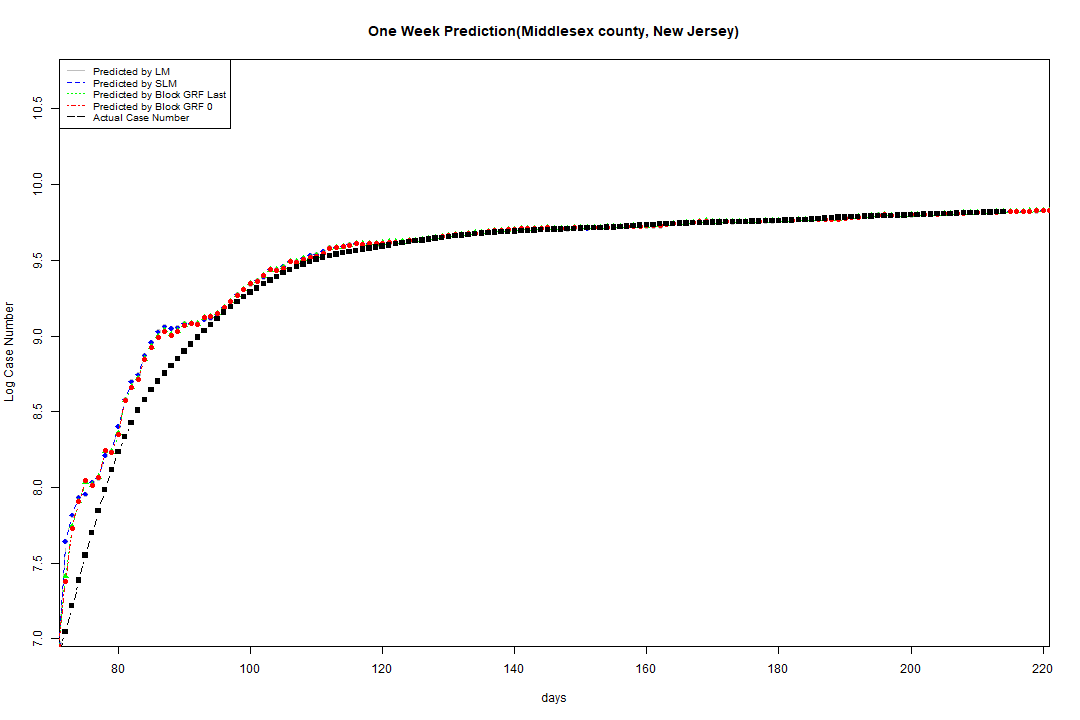 One Week Prediction(Middlesex county, New Jersey)
Predicted by LM
Predicted by SLM
Predicted by Block GRF Last
Predicted by Block GRF 0
Actual Case Number
10.5
10.0
9.5
9.0
8.5
8.0
7.5
7.0
Log Case Number
80 100 120 140 160 180 200 220
days